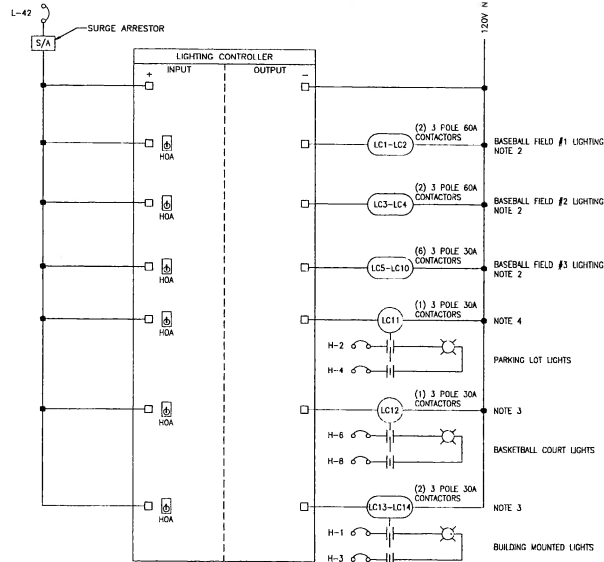 L-42
120V N
SURGE ARRESTOR
S/A
LIGHTING CONTROLLER
+ INPUT OUTPUT −
HOA
(2) 3 POLE 60A
CONTACTORS
LC1-LC2
BASEBALL FIELD #1 LIGHTING
NOTE 2
HOA
(2) 3 POLE 60A
CONTACTORS
LC3-LC4
BASEBALL FIELD #2 LIGHTING
NOTE 2
HOA
(6) 3 POLE 30A
CONTACTORS
LC5-LC10
BASEBALL FIELD #3 LIGHTING
NOTE 2
HOA
(1) 3 POLE 30A
CONTACTORS
LC11
NOTE 4
H-2
H-4
PARKING LOT LIGHTS
HOA
(1) 3 POLE 30A
CONTACTORS
LC12
NOTE 3
H-6
H-8
BASKETBALL COURT LIGHTS
HOA
(2) 3 POLE 30A
CONTACTORS
LC13-LC14
NOTE 3
H-1
H-3
BUILDING MOUNTED LIGHTS